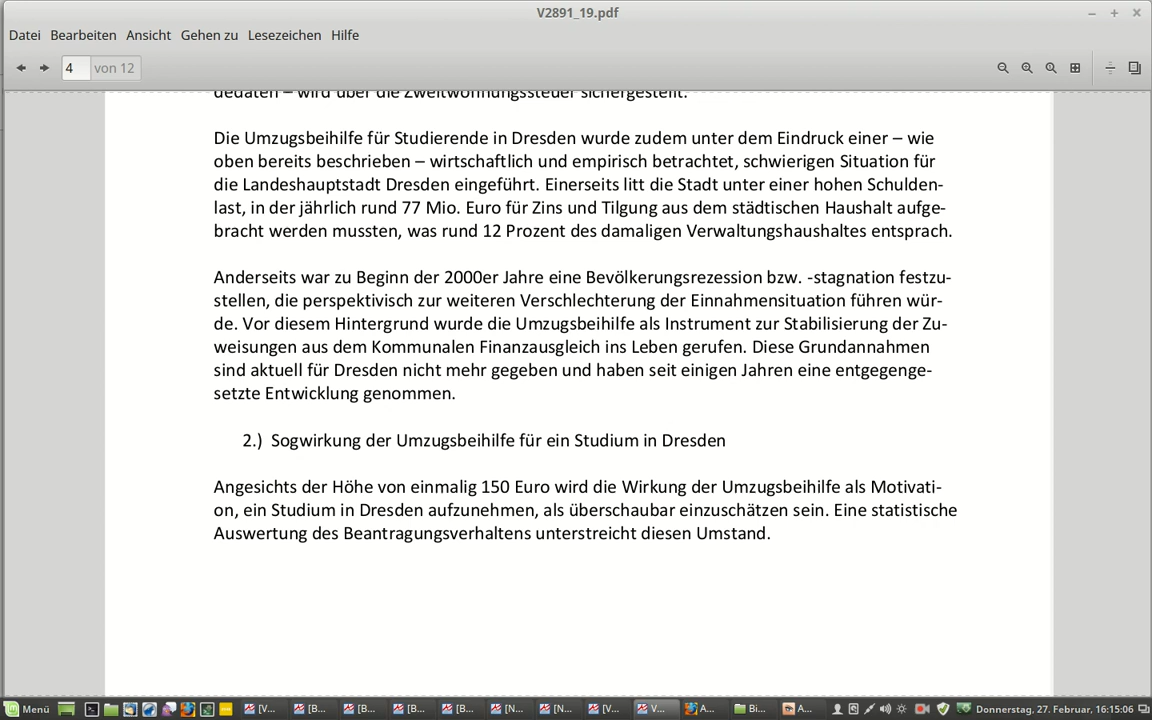 V2891_19.pdf
Datei Bearbeiten Ansicht Gehen zu Lesezeichen Hilfe
4 von 12
dedaten – wird über die Zweitwohnungssteuer sichergestellt.
Die Umzugsbeihilfe für Studierende in Dresden wurde zudem unter dem Eindruck einer – wie
oben bereits beschrieben – wirtschaftlich und empirisch betrachtet, schwierigen Situation für
die Landeshauptstadt Dresden eingeführt. Einerseits litt die Stadt unter einer hohen Schulden-
last, in der jährlich rund 77 Mio. Euro für Zins und Tilgung aus dem städtischen Haushalt aufge-
bracht werden mussten, was rund 12 Prozent des damaligen Verwaltungshaushaltes entsprach.
Anderseits war zu Beginn der 2000er Jahre eine Bevölkerungsrezession bzw. -stagnation festzu-
stellen, die perspektivisch zur weiteren Verschlechterung der Einnahmensituation führen wür-
de. Vor diesem Hintergrund wurde die Umzugsbeihilfe als Instrument zur Stabilisierung der Zu-
weisungen aus dem Kommunalen Finanzausgleich ins Leben gerufen. Diese Grundannahmen
sind aktuell für Dresden nicht mehr gegeben und haben seit einigen Jahren eine entgegenge-
setzte Entwicklung genommen.
2.) Sogwirkung der Umzugsbeihilfe für ein Studium in Dresden
Angesichts der Höhe von einmalig 150 Euro wird die Wirkung der Umzugsbeihilfe als Motivati-
on, ein Studium in Dresden aufzunehmen, als überschaubar einzuschätzen sein. Eine statistische
Auswertung des Beantragungsverhaltens unterstreicht diesen Umstand.
Menü [V... [B... [B... [B... [B... [N... [N... [V... V... A... Bi... A... Donnerstag, 27. Februar, 16:15:06